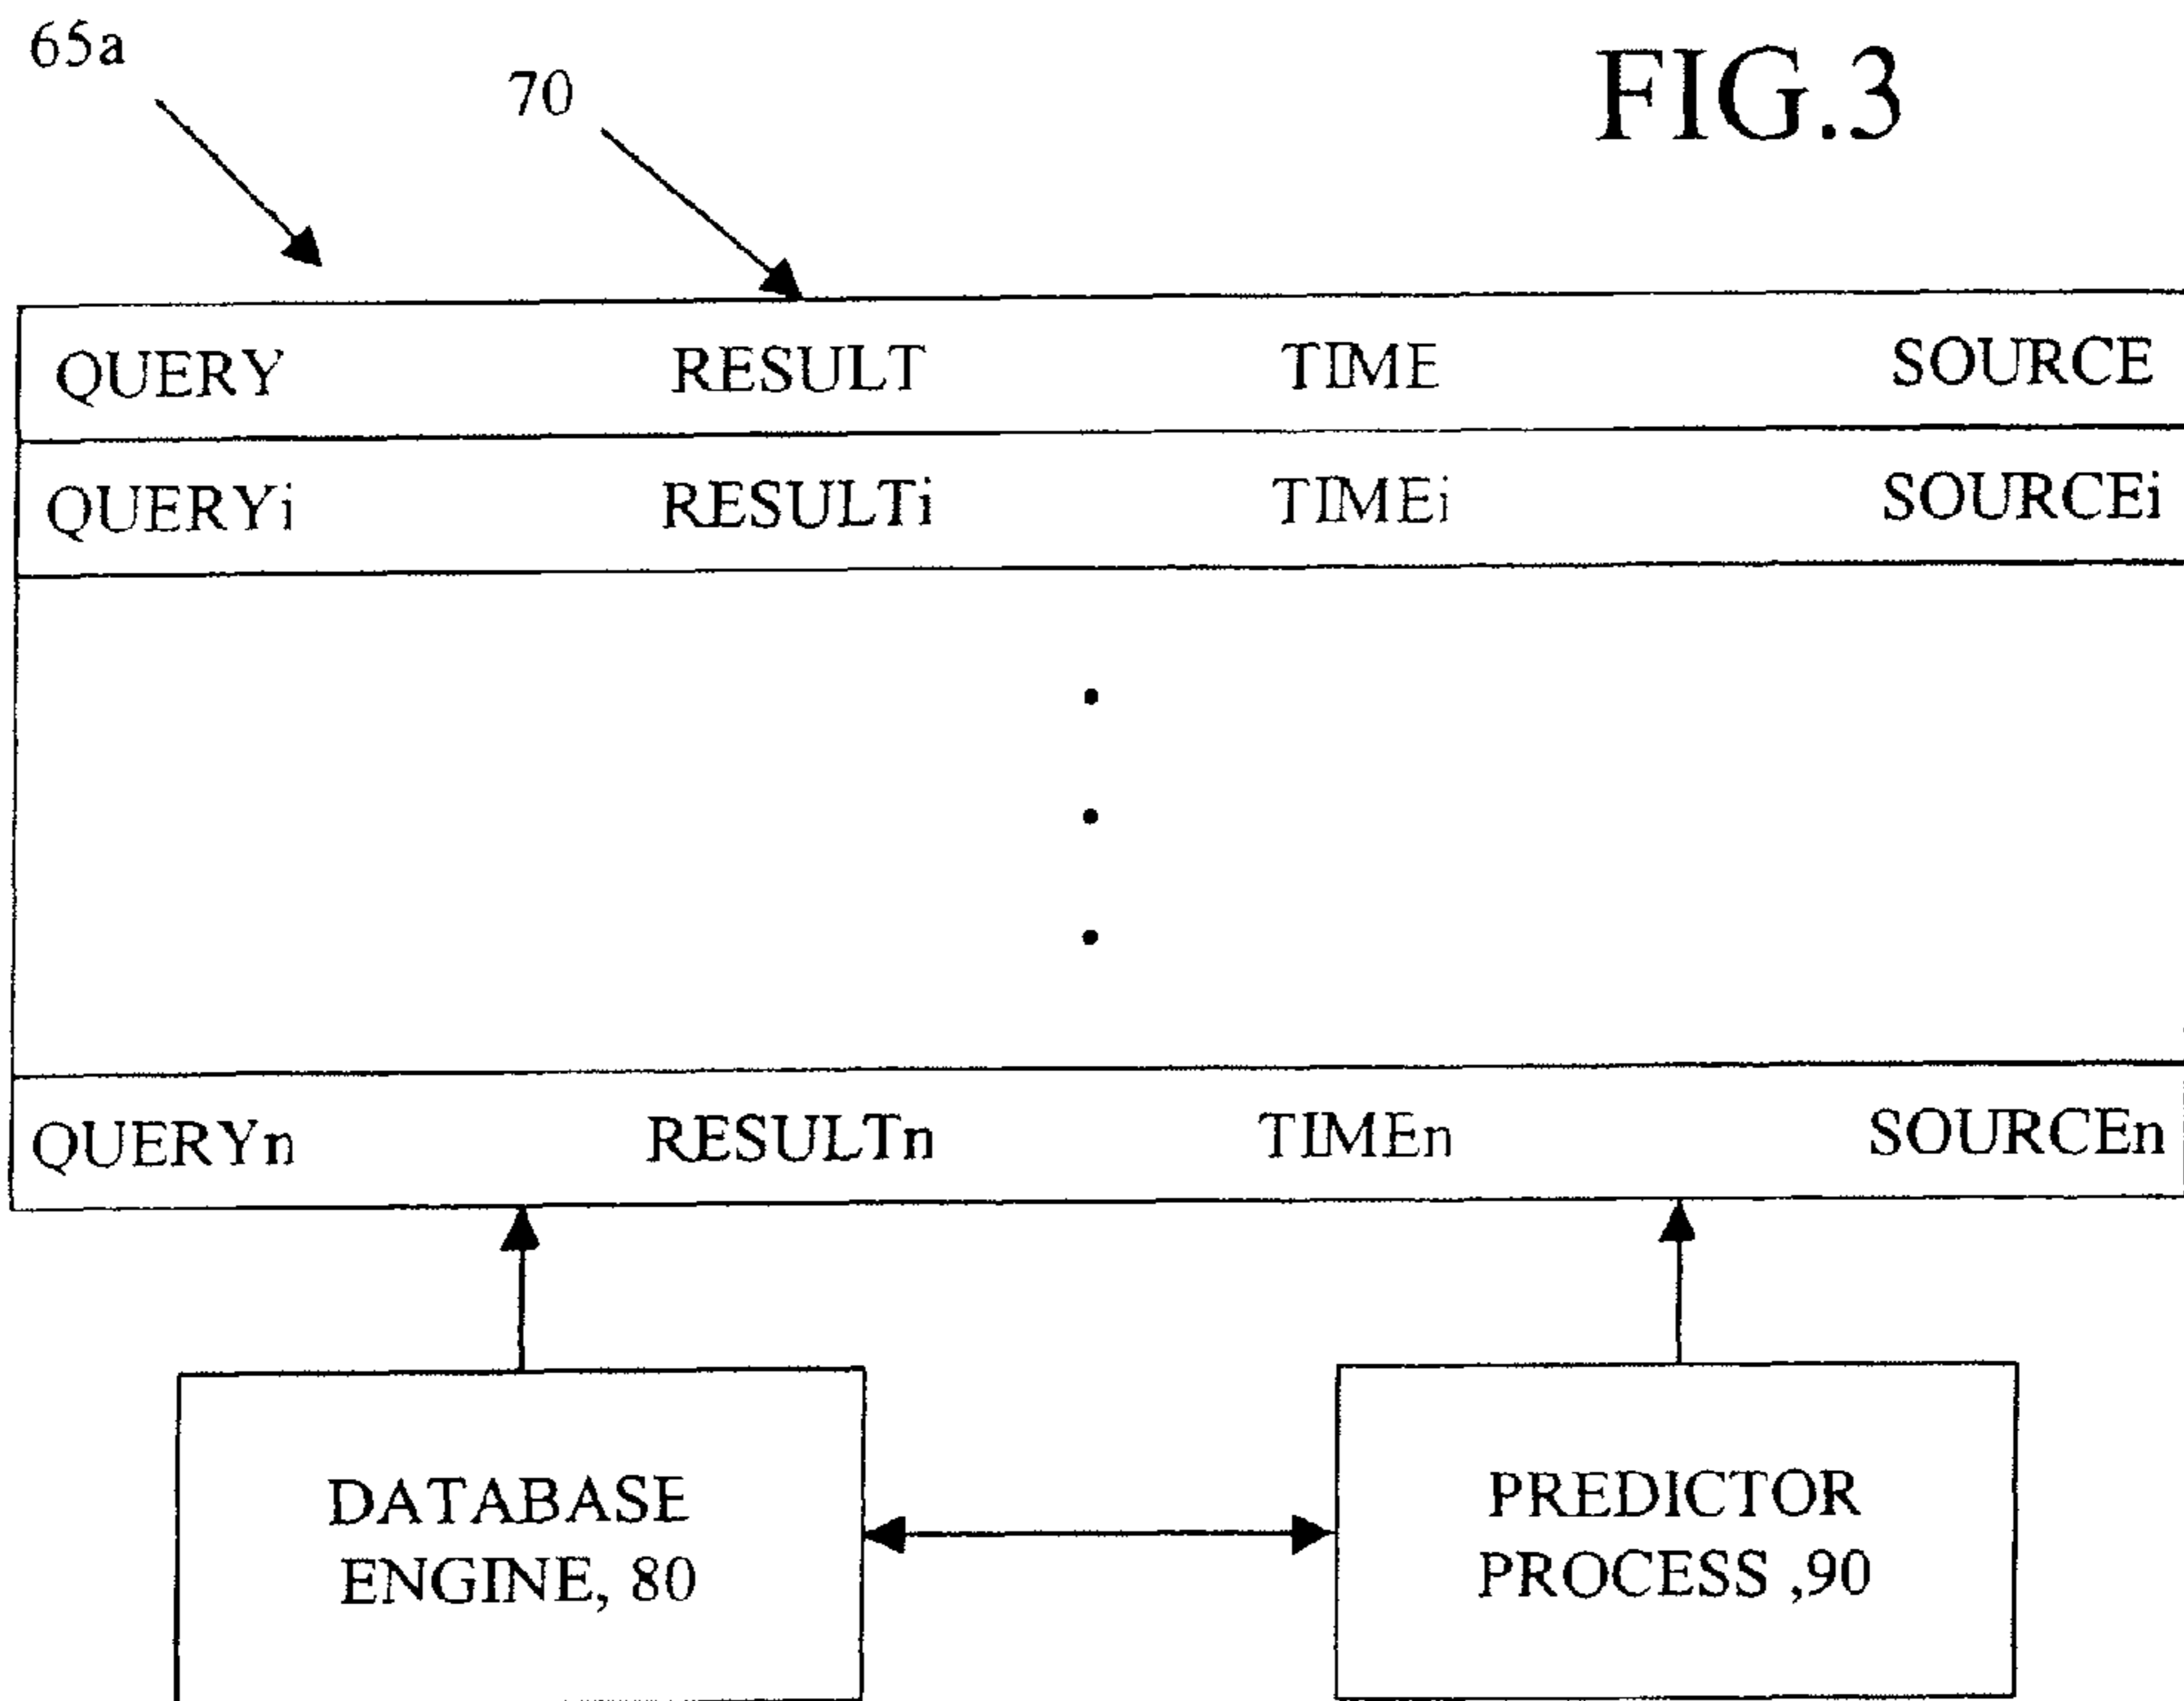 65a
70
FIG.3
QUERY RESULT TIME SOURCE
QUERYi RESULTi TIMEi SOURCEi
QUERYn RESULTn TIMEn SOURCEn
DATABASE
ENGINE, 80
PREDICTOR
PROCESS ,90